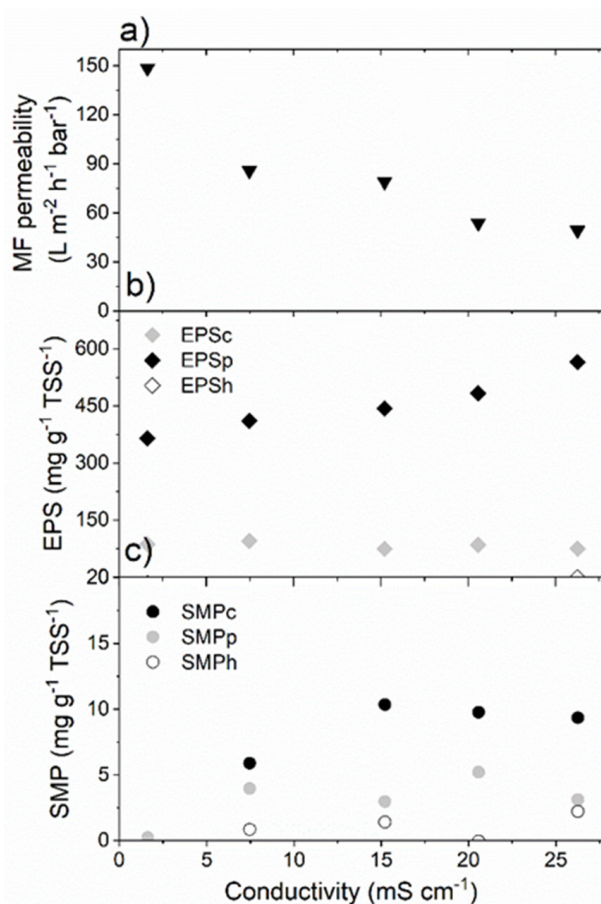 a)
MF permeability
(L m⁻² h⁻¹ bar⁻¹)
150
120
90
60
30
0
b)
EPSc
EPSp
EPSh
EPS (mg g⁻¹ TSS⁻¹)
600
450
300
150
c)
SMPc
SMPp
SMPh
SMP (mg g⁻¹ TSS⁻¹)
20
15
10
5
0
0 5 10 15 20 25
Conductivity (mS cm⁻¹)